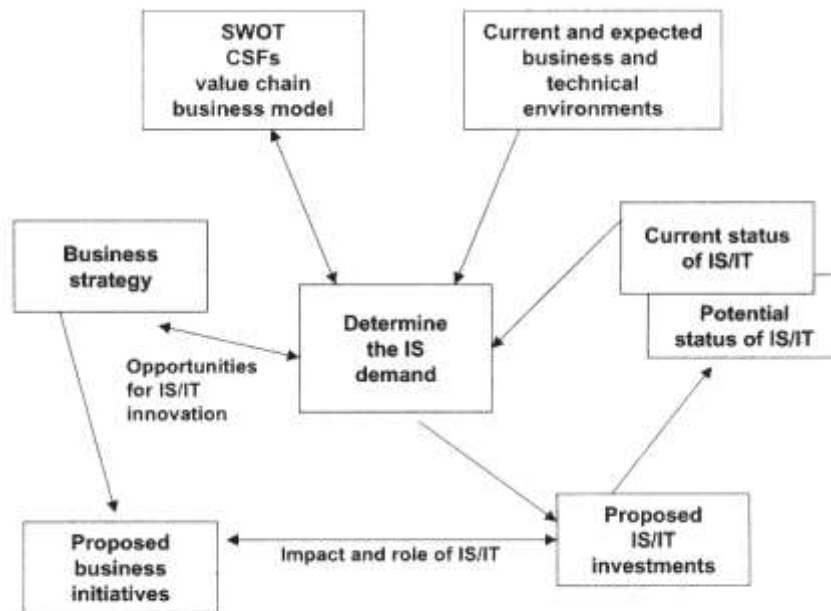 SWOT
CSFs
value chain
business model
Current and expected
business and
technical
environments
Business
strategy
Current status
of IS/IT
Potential
status of IS/IT
Determine
the IS
demand
Opportunities
for IS/IT
innovation
Proposed
business
initiatives
Impact and role of IS/IT
Proposed
IS/IT
investments